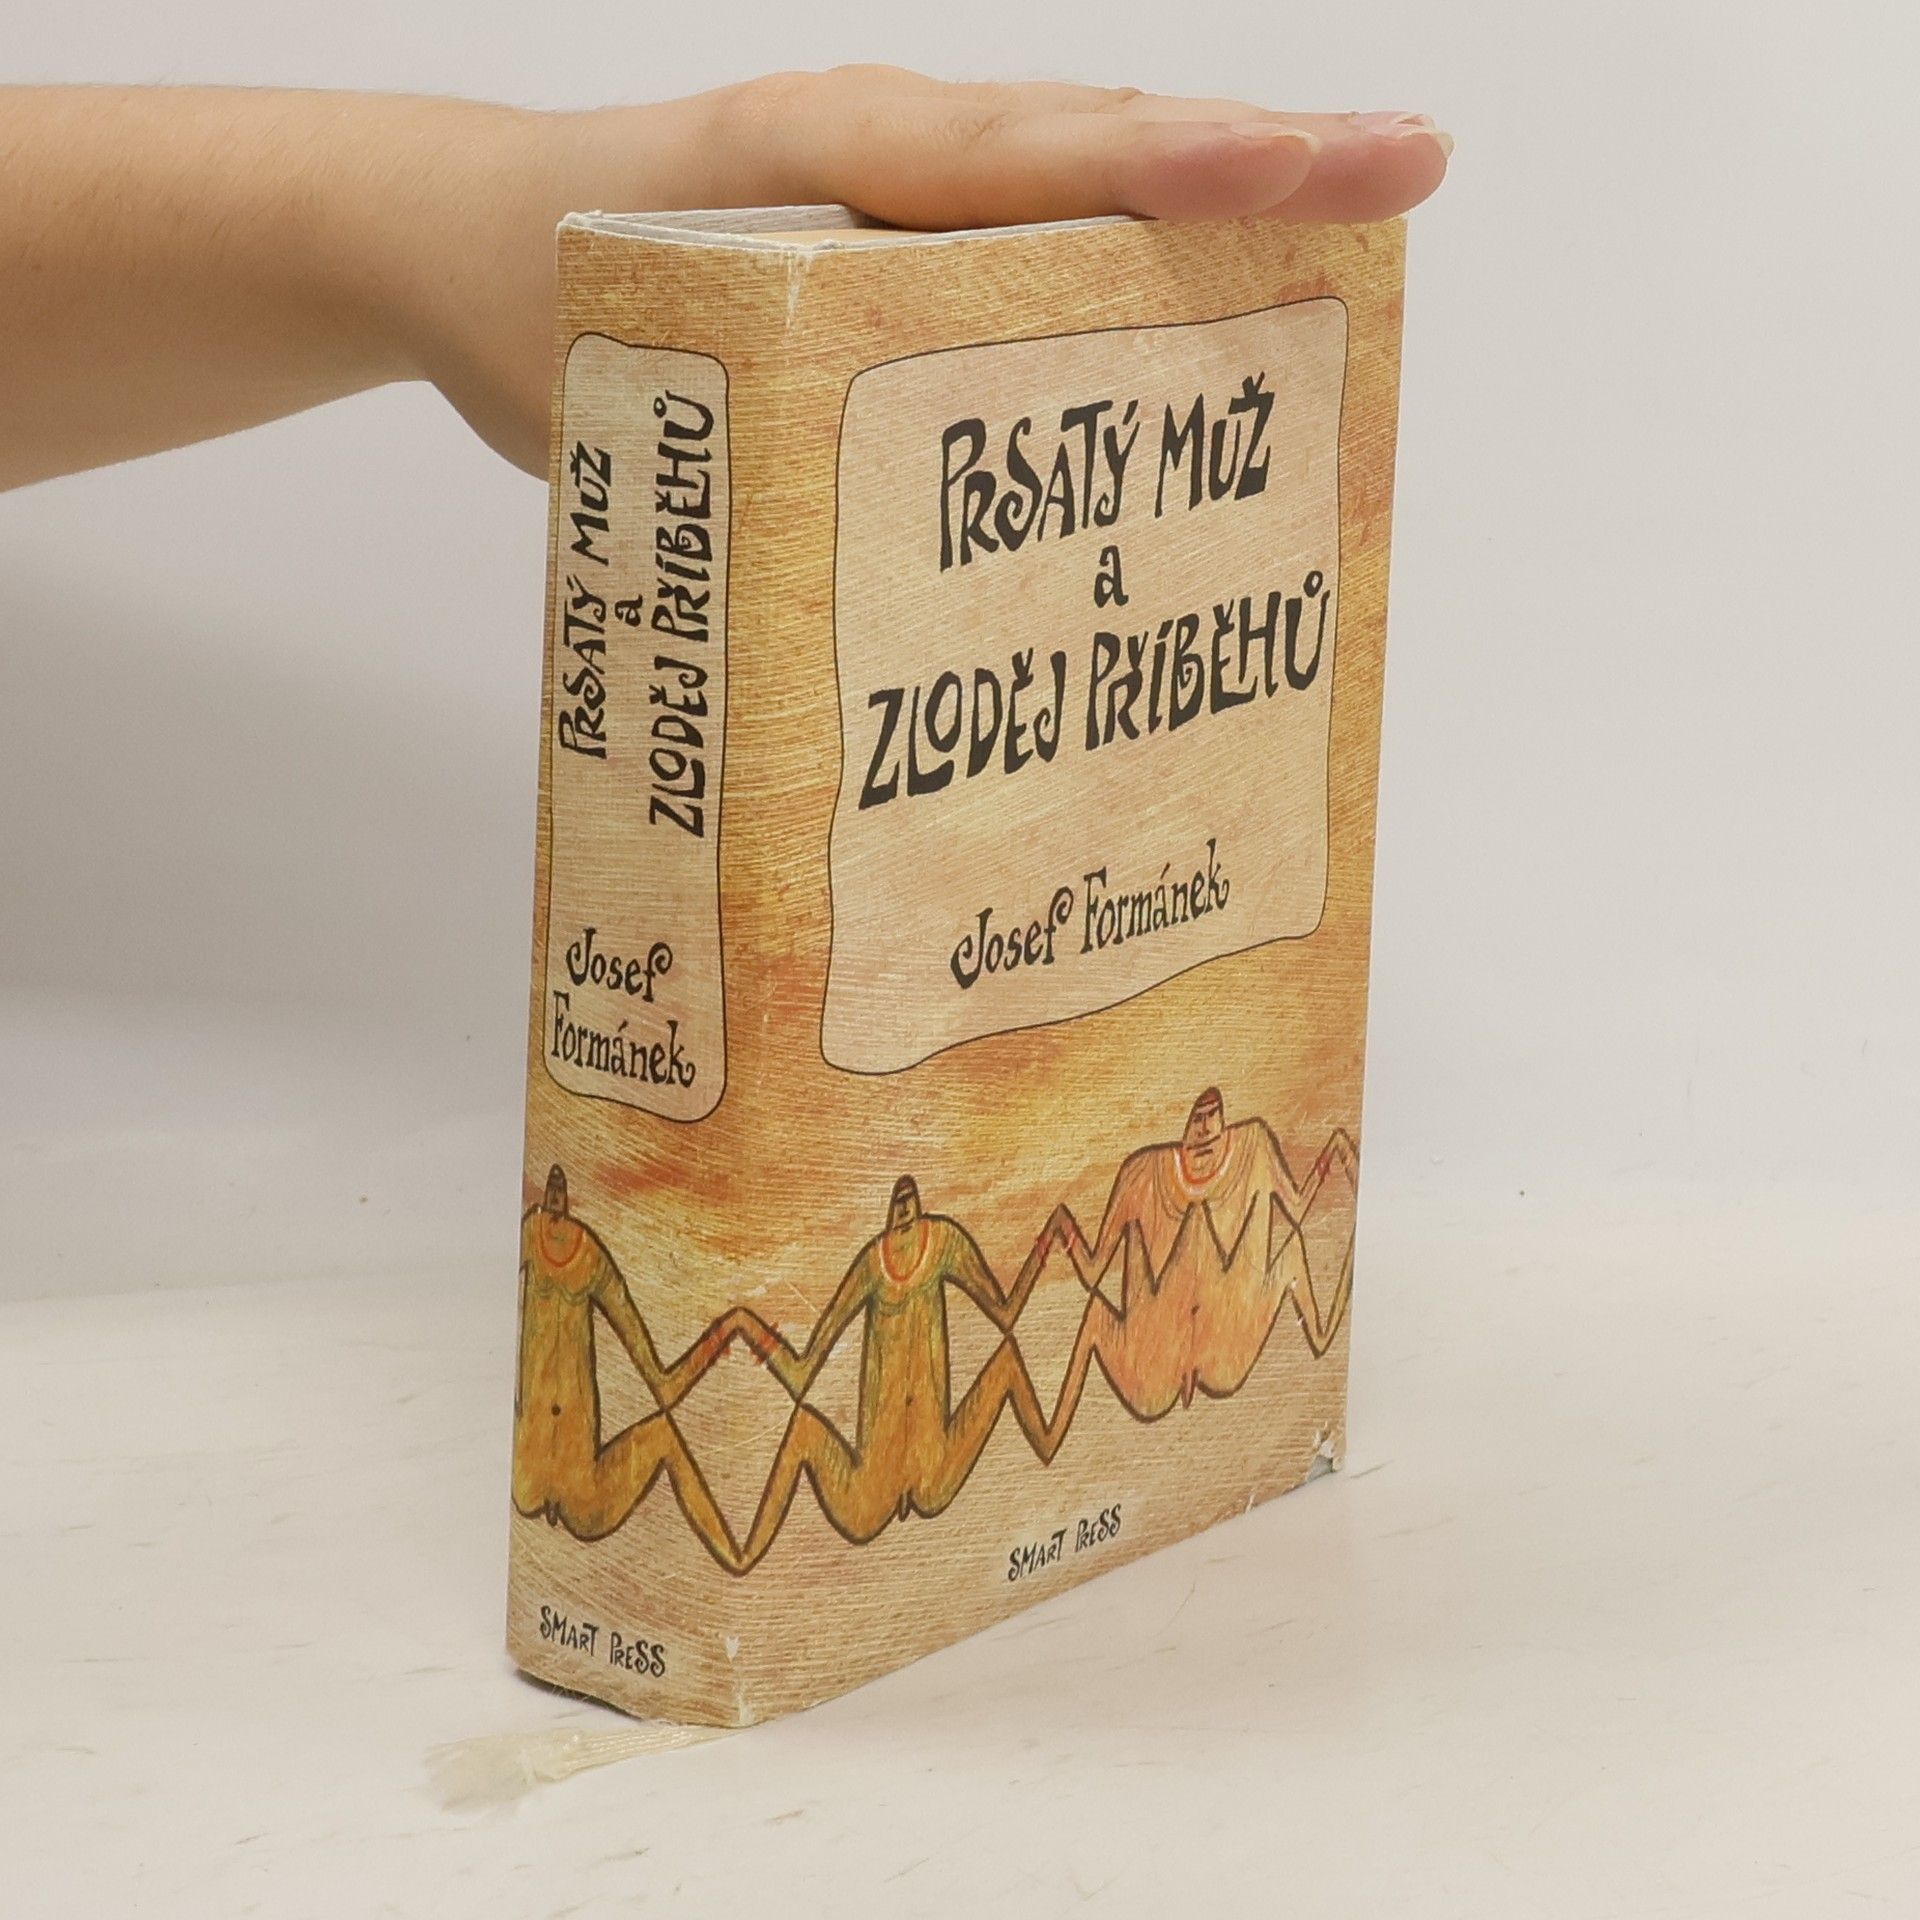 PRSATÝ MUŽ
a
ZLODĚJ PŘÍBĚHŮ
Josef
Formánek
SMART PRESS
PRSATÝ MUŽ
a
ZLODĚJ PŘÍBĚHŮ
Josef Formánek
SMART PRESS